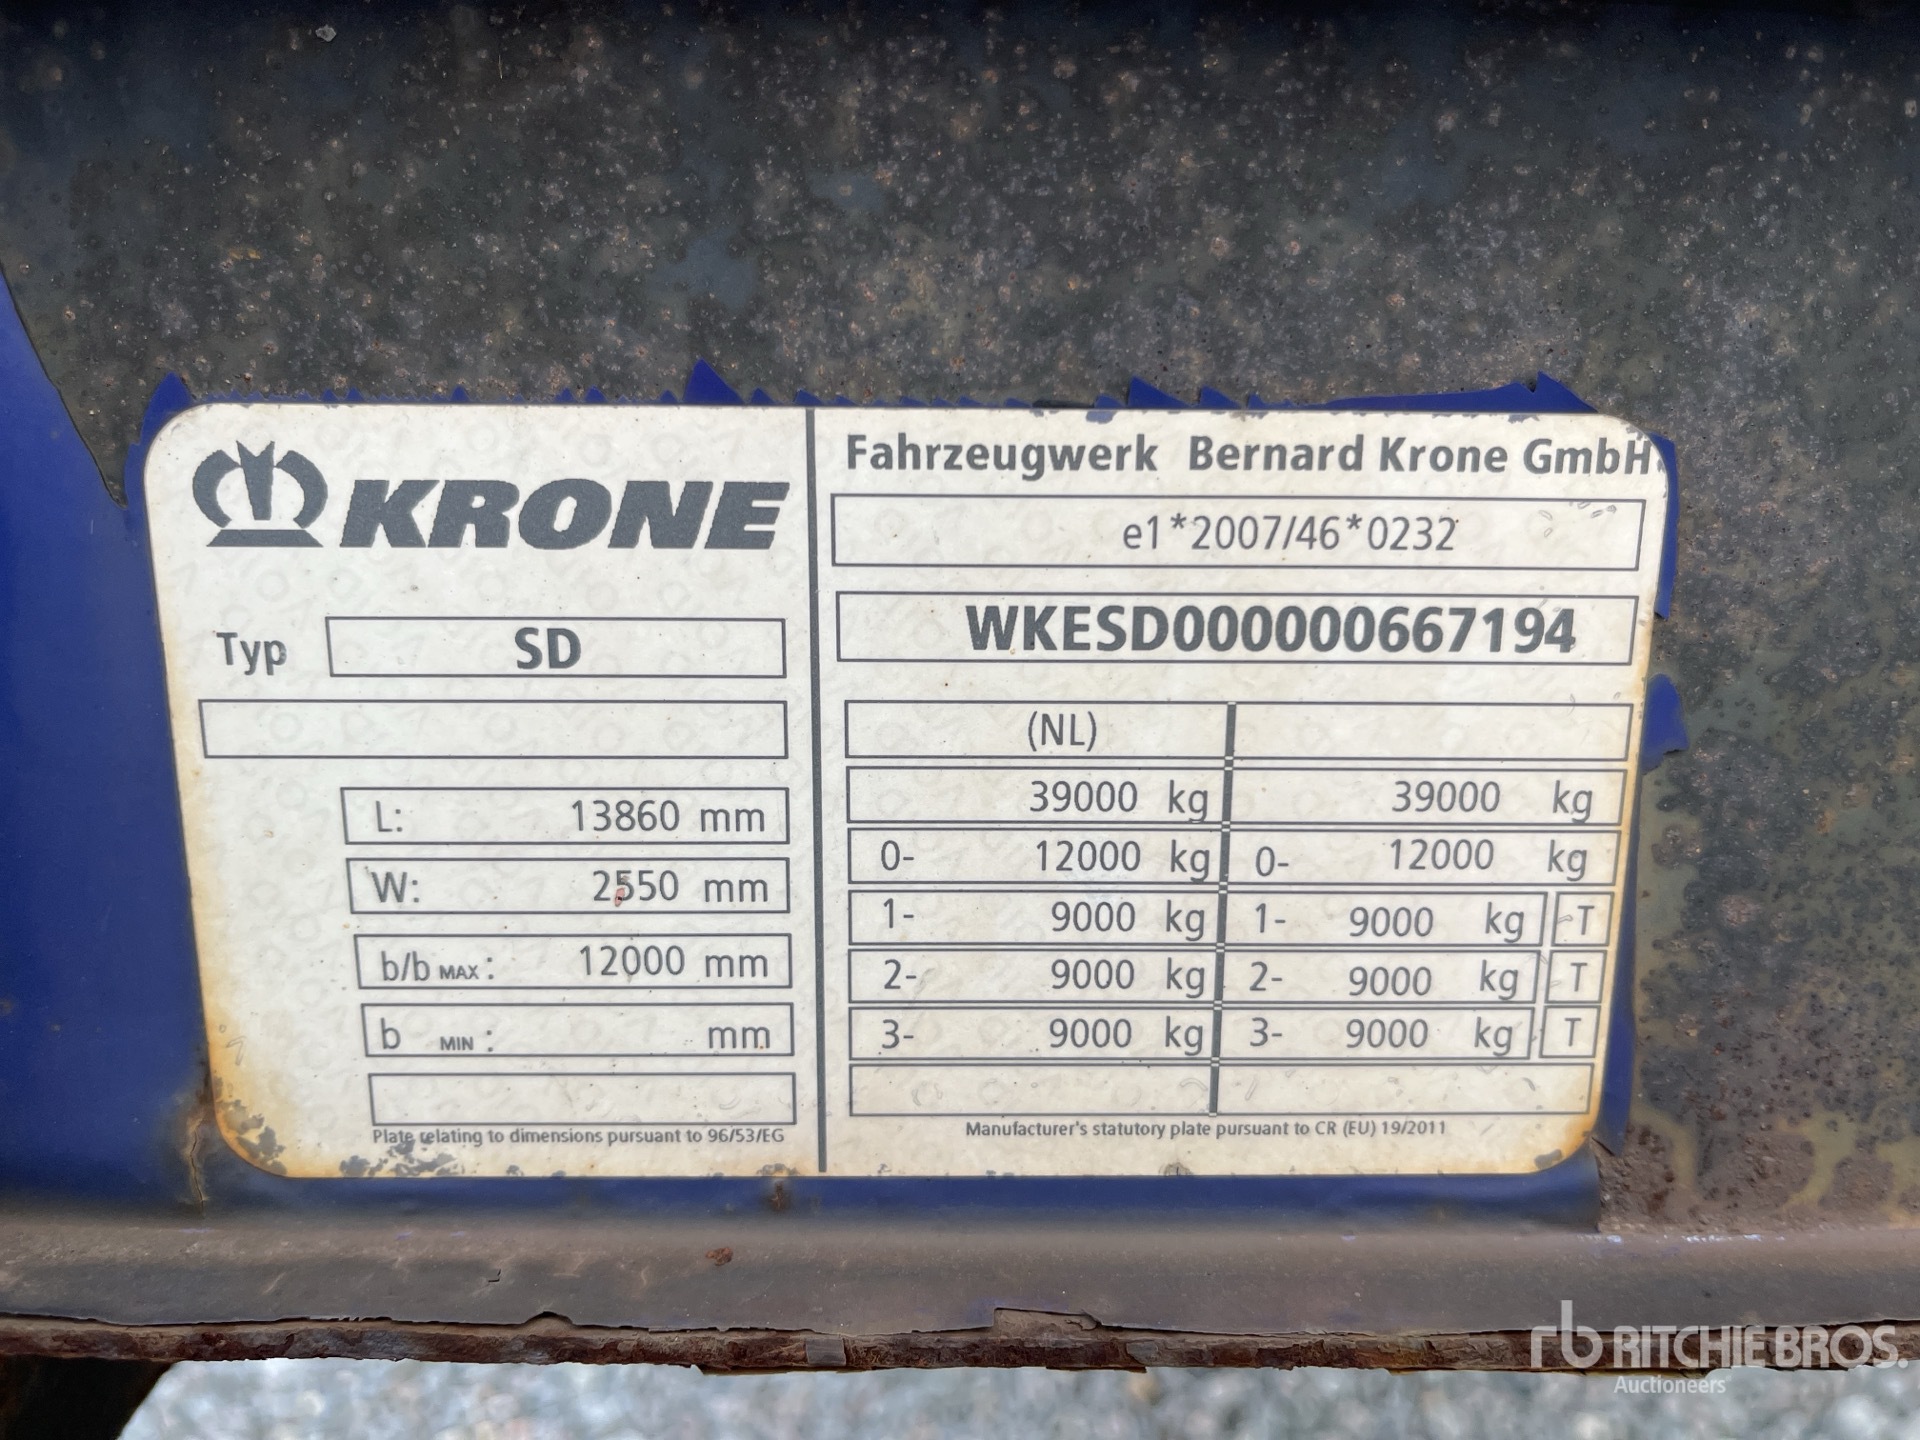 KRONE
Typ SD
L: 13860 mm
W: 2550 mm
b/b MAX : 12000 mm
b MIN : mm
Plate relating to dimensions pursuant to 96/53/EG
Fahrzeugwerk Bernard Krone GmbH
e1*2007/46*0232
WKESD000000667194
(NL)
39000 kg 39000 kg
0- 12000 kg 0- 12000 kg
1- 9000 kg 1- 9000 kg T
2- 9000 kg 2- 9000 kg T
3- 9000 kg 3- 9000 kg T
Manufacturer's statutory plate pursuant to CR (EU) 19/2011
rb RITCHIE BROS.
Auctioneers